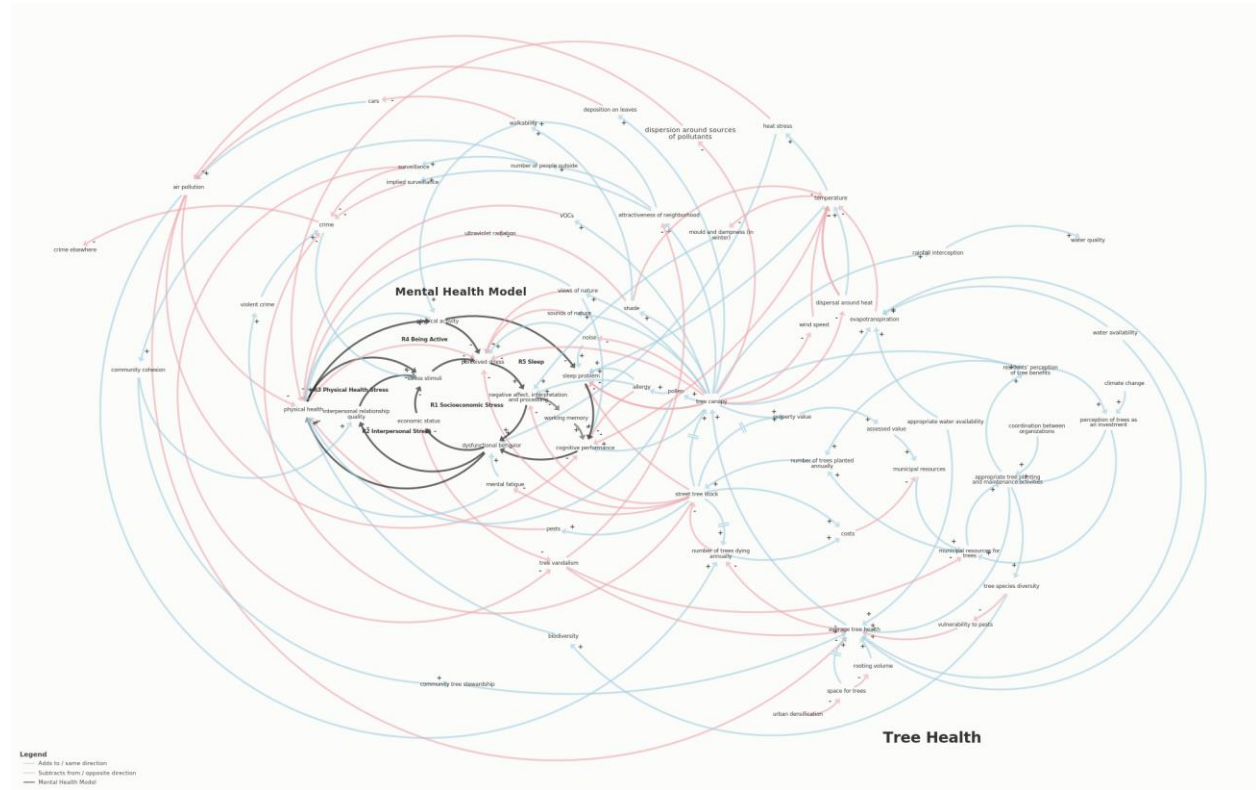 cars
deposition on leaves
walkability
heat stress
dispersion around sources
of pollutants
surveillance
number of people outside
implied surveillance
air pollution
temperature
crime
VOCs
attractiveness of neighborhood
ultraviolet radiation
mould and dampness (in
winter)
crime elsewhere
water quality
rainfall interception
Mental Health Model
views of nature
violent crime
shade
dispersal around heat
sounds of nature
evapotranspiration
physical activity
wind speed
water availability
R4 Being Active
noise
perceived stress
R5 Sleep
community cohesion
residents' perception
of tree benefits
sleep problem
stress stimuli
climate change
R3 Physical Health Stress
allergy
pollen
negative affect, interpretation
and processing
tree canopy
R1 Socioeconomic Stress
physical health
interpersonal relationship
quality
working memory
property value
economic status
appropriate water availability
perception of trees as
an investment
assessed value
coordination between
organizations
R2 Interpersonal Stress
dysfunctional behavior
cognitive performance
number of trees planted
annually
municipal resources
appropriate tree planting
and maintenance activities
mental fatigue
street tree stock
pests
costs
number of trees dying
annually
municipal resources for
trees
tree vandalism
tree species diversity
vulnerability to pests
average tree health
biodiversity
rooting volume
community tree stewardship
space for trees
urban densification
Tree Health
Legend
Adds to / same direction
Subtracts from / opposite direction
Mental Health Model